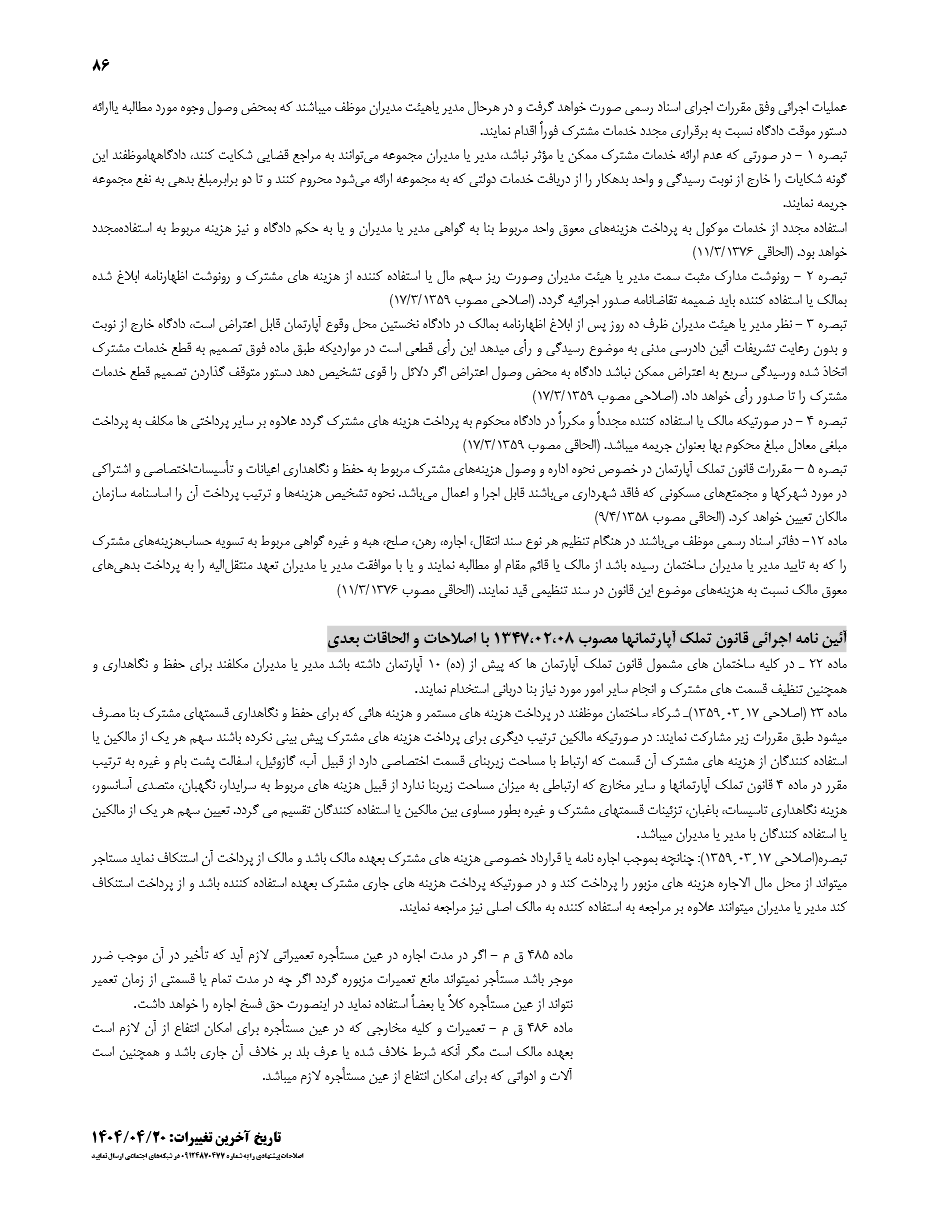 ۸۶
عملیات اجرائی وفق مقررات اجرای اسناد رسمی صورت خواهد گرفت و در هرحال مدیر یاهیئت مدیران موظف میباشند که بمحض وصول وجوه مورد مطالبه یاارائه
دستور موقت دادگاه نسبت به برقراری مجدد خدمات مشترک فوراً اقدام نمایند.
تبصره ۱ – در صورتی که عدم ارائه خدمات مشترک ممکن یا مؤثر نباشد، مدیر یا مدیران مجموعه می‌توانند به مراجع قضایی شکایت کنند، دادگاههاموظفند این
گونه شکایات را خارج از نوبت رسیدگی و واحد بدهکار را از دریافت خدمات دولتی که به مجموعه ارائه می‌شود محروم کنند و تا دو برابرمبلغ بدهی به نفع مجموعه
جریمه نمایند.
استفاده مجدد از خدمات موکول به پرداخت هزینه‌های معوق واحد مربوط بنا به گواهی مدیر یا مدیران و یا به حکم دادگاه و نیز هزینه مربوط به استفاده‌مجدد
خواهد بود. (الحاقی ۱۱/۳/۱۳۷۶)
تبصره ۲ – رونوشت مدارک مثبت سمت مدیر یا هیئت مدیران وصورت ریز سهم مال یا استفاده کننده از هزینه های مشترک و رونوشت اظهارنامه ابلاغ شده
بمالک یا استفاده کننده باید ضمیمه تقاضانامه صدور اجرائیه گردد. (اصلاحی مصوب ۱۷/۳/۱۳۵۹)
تبصره ۳ – نظر مدیر یا هیئت مدیران ظرف ده روز پس از ابلاغ اظهارنامه بمالک در دادگاه نخستین محل وقوع آپارتمان قابل اعتراض است، دادگاه خارج از نوبت
و بدون رعایت تشریفات آئین دادرسی مدنی به موضوع رسیدگی و رأی میدهد این رأی قطعی است در مواردیکه طبق ماده فوق تصمیم به قطع خدمات مشترک
اتخاذ شده ورسیدگی سریع به اعتراض ممکن نباشد دادگاه به محض وصول اعتراض اگر دلائل را قوی تشخیص دهد دستور متوقف گذاردن تصمیم قطع خدمات
مشترک را تا صدور رأی خواهد داد. (اصلاحی مصوب ۱۷/۳/۱۳۵۹)
تبصره ۴ – در صورتیکه مالک یا استفاده کننده مجدداً و مکرراً در دادگاه محکوم به پرداخت هزینه های مشترک گردد علاوه بر سایر پرداختی ها مکلف به پرداخت
مبلغی معادل مبلغ محکوم بها بعنوان جریمه میباشد. (الحاقی مصوب ۱۷/۳/۱۳۵۹)
تبصره ۵ – مقررات قانون تملک آپارتمان در خصوص نحوه اداره و وصول هزینه‌های مشترک مربوط به حفظ و نگاهداری اعیانات و تأسیسات‌اختصاصی و اشتراکی
در مورد شهرکها و مجمتع‌های مسکونی که فاقد شهرداری می‌باشند قابل اجرا و اعمال می‌باشد. نحوه تشخیص هزینه‌ها و ترتیب پرداخت آن را اساسنامه سازمان
مالکان تعیین خواهد کرد. (الحاقی مصوب ۹/۴/۱۳۵۸)
ماده ۱۲– دفاتر اسناد رسمی موظف می‌باشند در هنگام تنظیم هر نوع سند انتقال، اجاره، رهن، صلح، هبه و غیره گواهی مربوط به تسویه حساب‌هزینه‌های مشترک
را که به تایید مدیر یا مدیران ساختمان رسیده باشد از مالک یا قائم مقام او مطالبه نمایند و یا با موافقت مدیر یا مدیران تعهد منتقل‌الیه را به پرداخت بدهی‌های
معوق مالک نسبت به هزینه‌های موضوع این قانون در سند تنظیمی قید نمایند. (الحاقی مصوب ۱۱/۳/۱۳۷۶)
آئین نامه اجرائی قانون تملک آپارتمانها مصوب ۱۳۴۷،۰۲،۰۸ با اصلاحات و الحاقات بعدی
ماده ۲۲ ـ در کلیه ساختمان های مشمول قانون تملک آپارتمان ها که پیش از (ده) ۱۰ آپارتمان داشته باشد مدیر یا مدیران مکلفند برای حفظ و نگاهداری و
همچنین تنظیف قسمت های مشترک و انجام سایر امور مورد نیاز بنا دربانی استخدام نمایند.
ماده ۲۳ (اصلاحی ۱۷ˏ۰۳ˏ۱۳۵۹)ـ شرکاء ساختمان موظفند در پرداخت هزینه های مستمر و هزینه هائی که برای حفظ و نگاهداری قسمتهای مشترک بنا مصرف
میشود طبق مقررات زیر مشارکت نمایند: در صورتیکه مالکین ترتیب دیگری برای پرداخت هزینه های مشترک پیش بینی نکرده باشند سهم هر یک از مالکین یا
استفاده کنندگان از هزینه های مشترک آن قسمت که ارتباط با مساحت زیربنای قسمت اختصاصی دارد از قبیل آب، گازوئیل، اسفالت پشت بام و غیره به ترتیب
مقرر در ماده ۴ قانون تملک آپارتمانها و سایر مخارج که ارتباطی به میزان مساحت زیربنا ندارد از قبیل هزینه های مربوط به سرایدار، نگهبان، متصدی آسانسور،
هزینه نگاهداری تاسیسات، باغبان، تزئینات قسمتهای مشترک و غیره بطور مساوی بین مالکین یا استفاده کنندگان تقسیم می گردد. تعیین سهم هر یک از مالکین
یا استفاده کنندگان با مدیر یا مدیران میباشد.
تبصره(اصلاحی ۱۷ˏ۰۳ˏ۱۳۵۹): چنانچه بموجب اجاره نامه یا قرارداد خصوصی هزینه های مشترک بعهده مالک باشد و مالک از پرداخت آن استنکاف نماید مستاجر
میتواند از محل مال الاجاره هزینه های مزبور را پرداخت کند و در صورتیکه پرداخت هزینه های جاری مشترک بعهده استفاده کننده باشد و از پرداخت استنکاف
کند مدیر یا مدیران میتوانند علاوه بر مراجعه به استفاده کننده به مالک اصلی نیز مراجعه نمایند.
ماده ۴۸۵ ق م – اگر در مدت اجاره در عین مستأجره تعمیراتی لازم آید که تأخیر در آن موجب ضرر
موجر باشد مستأجر نمیتواند مانع تعمیرات مزبوره گردد اگر چه در مدت تمام یا قسمتی از زمان تعمیر
نتواند از عین مستأجره کلاً یا بعضاً استفاده نماید در اینصورت حق فسخ اجاره را خواهد داشت.
ماده ۴۸۶ ق م – تعمیرات و کلیه مخارجی که در عین مستأجره برای امکان انتفاع از آن لازم است
بعهده مالک است مگر آنکه شرط خلاف شده یا عرف بلد بر خلاف آن جاری باشد و همچنین است
آلات و ادواتی که برای امکان انتفاع از عین مستأجره لازم میباشد.
تاریخ آخرین تغییرات: ۱۴۰۴/۰۴/۲۰
اصلاحات پیشنهادی را به شماره ۰۹۱۲۴۸۷۰۴۷۷ در شبکه‌های اجتماعی ارسال نمایید